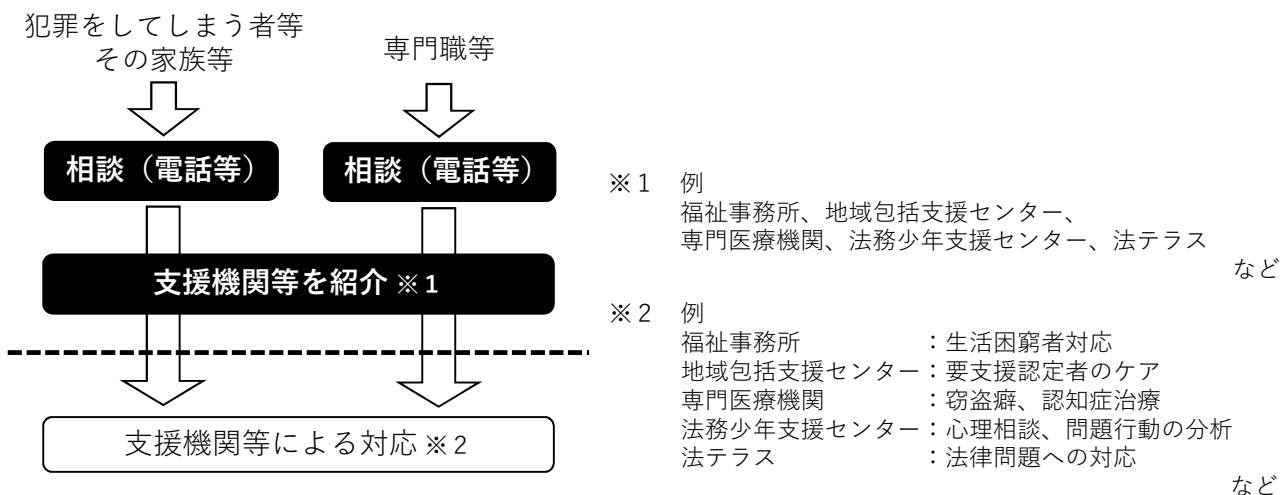 犯罪をしてしまう者等
その家族等
専門職等
相談（電話等）
相談（電話等）
支援機関等を紹介 ※1
支援機関等による対応 ※2
※１　例
福祉事務所、地域包括支援センター、
専門医療機関、法務少年支援センター、法テラス
など
※２　例
福祉事務所　　　　　　：生活困窮者対応
地域包括支援センター：要支援認定者のケア
専門医療機関　　　　　：窃盗癖、認知症治療
法務少年支援センター：心理相談、問題行動の分析
法テラス　　　　　　　：法律問題への対応
など